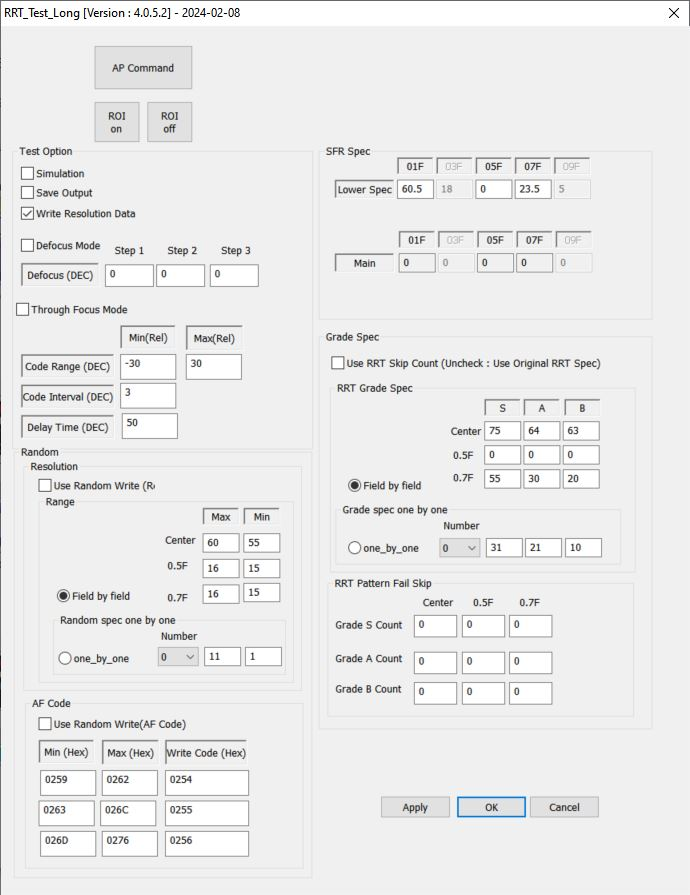 RRT_Test_Long [Version : 4.0.5.2] - 2024-02-08
AP Command
ROI on
ROI off
Test Option
Simulation
Save Output
Write Resolution Data
Defocus Mode Step 1 Step 2 Step 3
Defocus (DEC) 0 0 0
Through Focus Mode
Min(Rel) Max(Rel)
Code Range (DEC) -30 30
Code Interval (DEC) 3
Delay Time (DEC) 50
Random
Resolution
Use Random Write (Re
Range
Max Min
Center 60 55
0.5F 16 15
Field by field 0.7F 16 15
Random spec one by one
Number
one_by_one 0 11 1
AF Code
Use Random Write(AF Code)
Min (Hex) Max (Hex) Write Code (Hex)
0259 0262 0254
0263 026C 0255
026D 0276 0256
SFR Spec
01F 03F 05F 07F 09F
Lower Spec 60.5 18 0 23.5 5
01F 03F 05F 07F 09F
Main 0 0 0 0 0
Grade Spec
Use RRT Skip Count (Uncheck : Use Original RRT Spec)
RRT Grade Spec
S A B
Center 75 64 63
0.5F 0 0 0
Field by field 0.7F 55 30 20
Grade spec one by one
Number
one_by_one 0 31 21 10
RRT Pattern Fail Skip
Center 0.5F 0.7F
Grade S Count 0 0 0
Grade A Count 0 0 0
Grade B Count 0 0 0
Apply OK Cancel